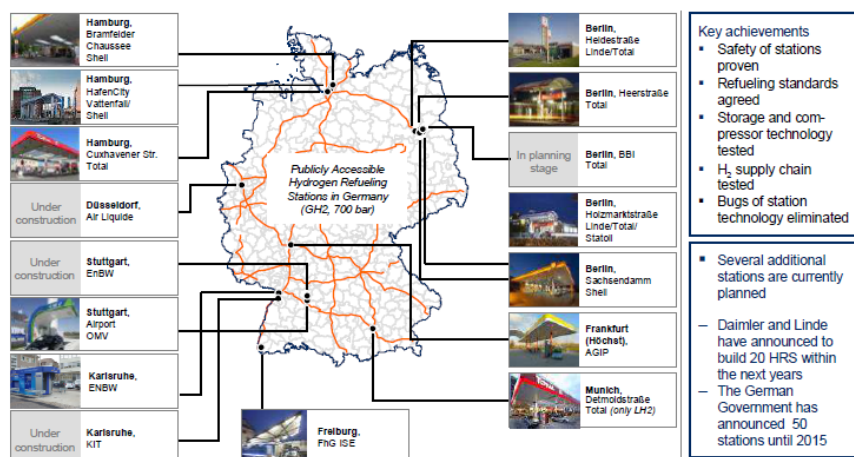 Hamburg,
Bramfelder
Chaussee
Shell
Hamburg,
HafenCity
Vattenfall/
Shell
Hamburg,
Cuxhavener Str.
Total
Under
construction
Düsseldorf,
Air Liquide
Under
construction
Stuttgart,
EnBW
Stuttgart,
Airport
OMV
Karlsruhe,
ENBW
Under
construction
Karlsruhe,
KIT
Publicly Accessible
Hydrogen Refueling
Stations in Germany
(GH2, 700 bar)
Freiburg,
FhG ISE
Berlin,
Heidestraße
Linde/Total
Berlin, Heerstraße
Total
In planning
stage
Berlin, BBI
Total
Berlin,
Holzmarktstraße
Linde/Total/
Statoil
Berlin,
Sachsendamm
Shell
Frankfurt
(Höchst),
AGIP
Munich,
Detmoldstraße
Total (only LH2)
Key achievements
▪ Safety of stations
proven
▪ Refueling standards
agreed
▪ Storage and com-
pressor technology
tested
▪ H₂ supply chain
tested
▪ Bugs of station
technology eliminated
▪ Several additional
stations are currently
planned
– Daimler and Linde
have announced to
build 20 HRS within
the next years
– The German
Government has
announced 50
stations until 2015